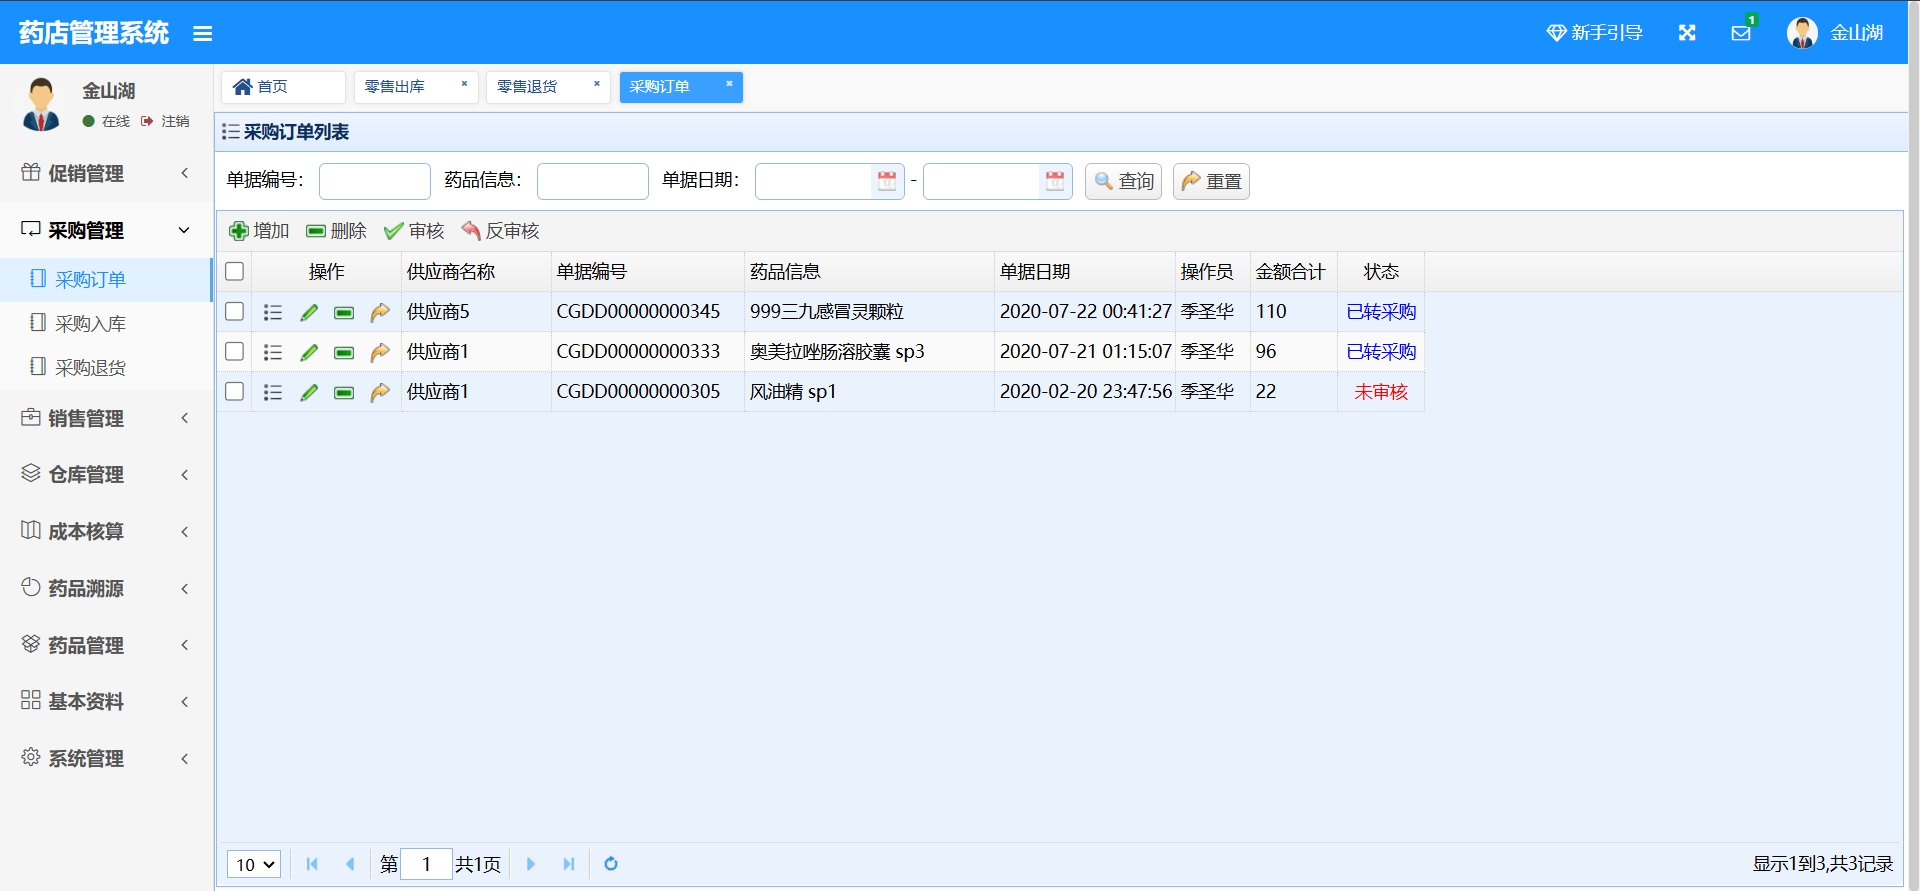 药店管理系统
新手引导
1
金山湖
金山湖
在线 注销
首页
零售出库
零售退货
采购订单
促销管理
采购管理
采购订单
采购入库
采购退货
销售管理
仓库管理
成本核算
药品溯源
药品管理
基本资料
系统管理
采购订单列表
单据编号： 药品信息： 单据日期： - 查询 重置
增加 删除 审核 反审核
操作 供应商名称 单据编号 药品信息 单据日期 操作员 金额合计 状态
供应商5 CGDD00000000345 999三九感冒灵颗粒 2020-07-22 00:41:27 季圣华 110 已转采购
供应商1 CGDD00000000333 奥美拉唑肠溶胶囊 sp3 2020-07-21 01:15:07 季圣华 96 已转采购
供应商1 CGDD00000000305 风油精 sp1 2020-02-20 23:47:56 季圣华 22 未审核
10 第 1 共1页 显示1到3,共3记录